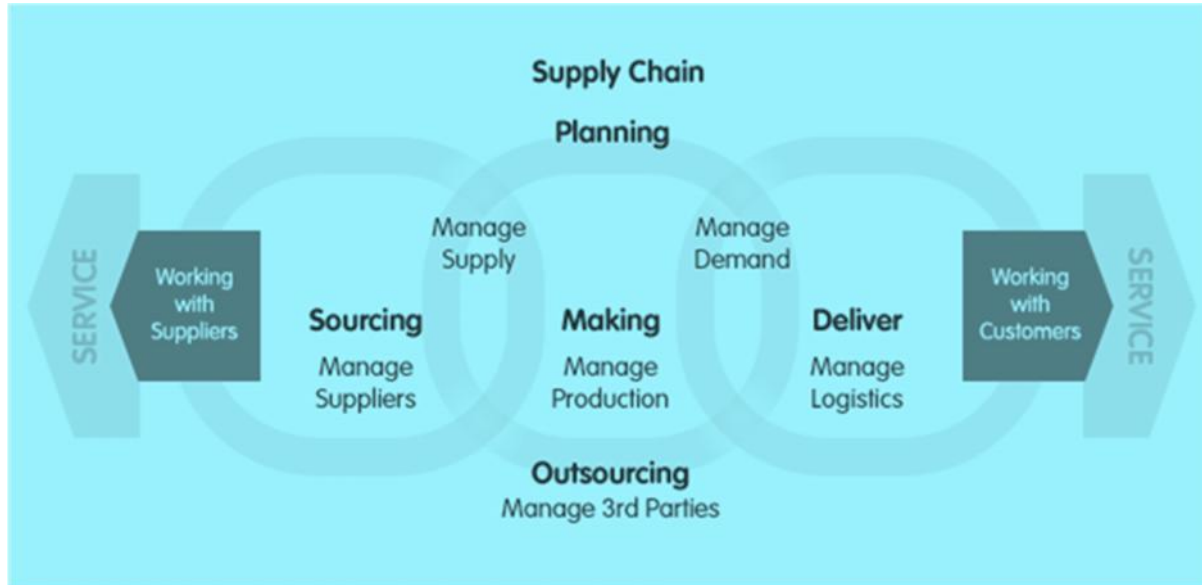 Supply Chain
Planning
Manage
Supply
Manage
Demand
SERVICE
Working
with
Suppliers
Sourcing
Manage
Suppliers
Making
Manage
Production
Deliver
Manage
Logistics
Working
with
Customers
SERVICE
Outsourcing
Manage 3rd Parties